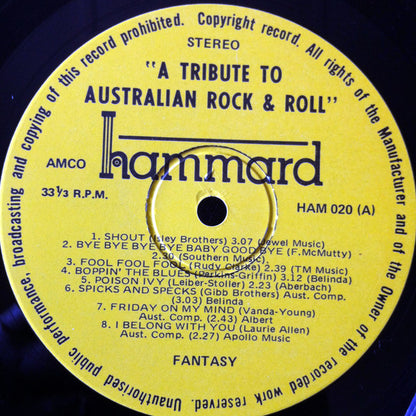 Unauthorised public performance, broadcasting and copying of this record prohibited. Copyright record. All rights of the Manufacturer and of the Owner of the recorded work reserved.
STEREO
"A TRIBUTE TO
AUSTRALIAN ROCK & ROLL"
hammard
AMCO
33⅓ R.P.M.
HAM 020 (A)
1. SHOUT (Isley Brothers) 3.07 (Jewel Music)
2. BYE BYE BYE BYE BABY GOOD BYE (F.McMutty)
2.30 (Southern Music)
3. FOOL FOOL FOOL (Rudy Clarke) 2.39 (TM Music)
4. BOPPIN' THE BLUES (Perkins-Griffin) 3.12 (Belinda)
5. POISON IVY (Leiber-Stoller) 2.23 (Aberbach)
6. SPICKS AND SPECKS (Gibb Brothers) Aust. Comp.
(3.03) Belinda
7. FRIDAY ON MY MIND (Vanda-Young)
Aust. Comp. (2.43) Albert
8. I BELONG WITH YOU (Laurie Allen)
Aust. Comp. (2.27) Apollo Music
FANTASY